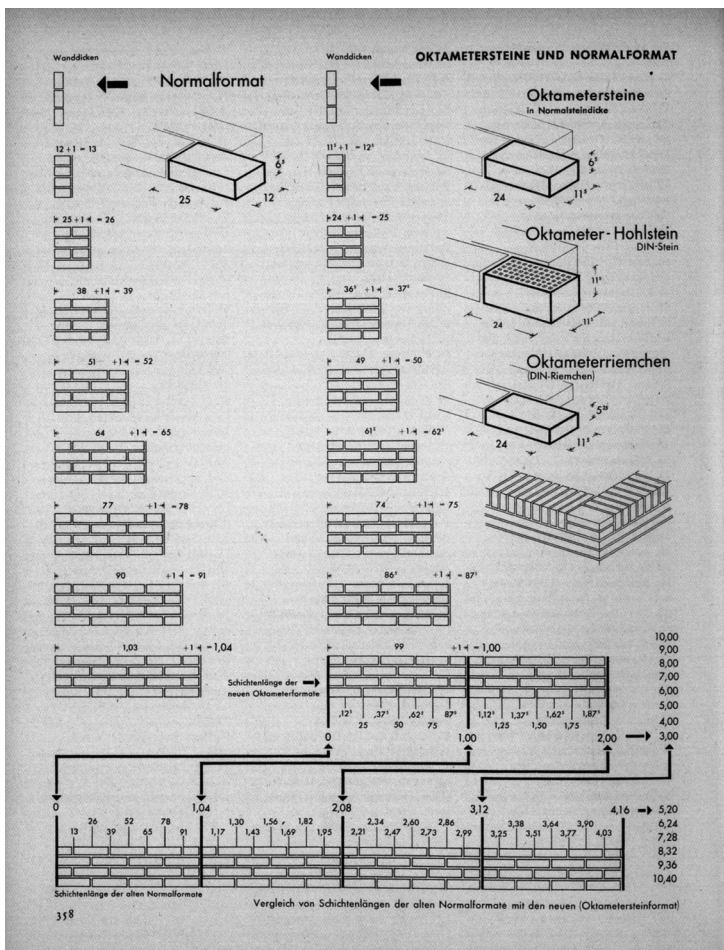 OKTAMETERSTEINE UND NORMALFORMAT
Wanddicken
Normalformat
12+1 = 13
25+1 = 26
38 +1 = 39
51 +1 = 52
64 +1 = 65
77 +1 = 78
90 +1 = 91
1,03 +1 = 1,04
6⁵
25
12
Wanddicken
11⁵+1 = 12⁵
24 +1 = 25
36⁵ +1 = 37⁵
49 +1 = 50
61⁵ +1 = 62⁵
74 +1 = 75
86⁵ +1 = 87⁵
99 +1 = 1,00
Oktametersteine
in Normalsteindicke
6⁵
24
11⁵
Oktameter-Hohlstein
DIN-Stein
11⁵
24
11⁵
Oktameterriemchen
(DIN-Riemchen)
5²⁵
24
11⁵
Schichtenlänge der
neuen Oktameterformate
,12⁵ ,37⁵ ,62⁵ 87⁵ 1,12⁵ 1,37⁵ 1,62⁵ 1,87⁵
25 50 75 1,25 1,50 1,75
0 1,00 2,00
10,00
9,00
8,00
7,00
6,00
5,00
4,00
3,00
0 1,04 2,08 3,12 4,16
26 52 78 1,30 1,56 1,82 2,34 2,60 2,86 3,38 3,64 3,90
13 39 65 91 1,17 1,43 1,69 1,95 2,21 2,47 2,73 2,99 3,25 3,51 3,77 4,03
5,20
6,24
7,28
8,32
9,36
10,40
Schichtenlänge der alten Normalformate
Vergleich von Schichtenlängen der alten Normalformate mit den neuen (Oktametersteinformat)
358